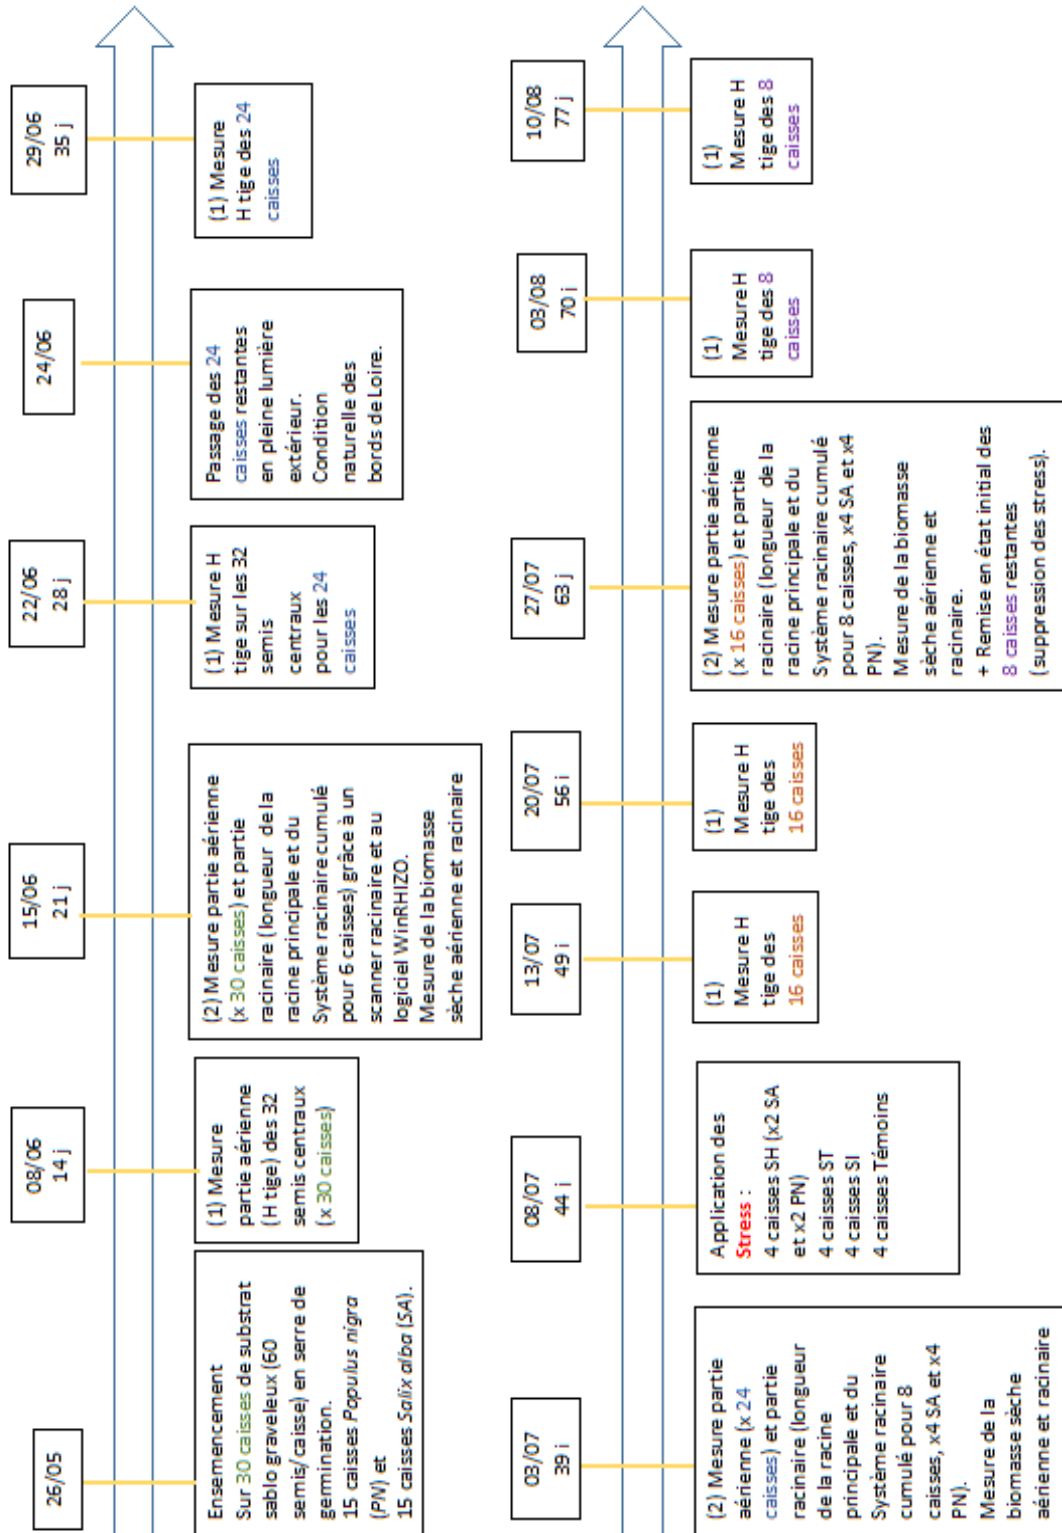 26/05
Ensemencement
Sur 30 caisses de substrat
sablo graveleux (60
semis/caisse) en serre de
germination.
15 caisses Populus nigra
(PN) et
15 caisses Salix alba (SA).
08/06
14 j
(1) Mesure
partie aérienne
(H tige) des 32
semis centraux
(x 30 caisses)
15/06
21 j
(2) Mesure partie aérienne
(x 30 caisses) et partie
racinaire (longueur de la
racine principale et du
Système racinaire cumulé
pour 6 caisses) grâce à un
scanner racinaire et au
logiciel WinRHIZO.
Mesure de la biomasse
sèche aérienne et racinaire
22/06
28 j
(1) Mesure H
tige sur les 32
semis
centraux
pour les 24
caisses
24/06
Passage des 24
caisses restantes
en pleine lumière
extérieur.
Condition
naturelle des
bords de Loire.
29/06
35 j
(1) Mesure
H tige des 24
caisses
03/07
39 j
(2) Mesure partie
aérienne (x 24
caisses) et partie
racinaire (longueur
de la racine
principale et du
Système racinaire
cumulé pour 8
caisses, x4 SA et x4
PN).
Mesure de la
biomasse sèche
aérienne et racinaire
08/07
44 j
Application des
Stress :
4 caisses SH (x2 SA
et x2 PN)
4 caisses ST
4 caisses SI
4 caisses Témoins
13/07
49 j
(1)
Mesure H
tige des
16 caisses
20/07
56 j
(1)
Mesure H
tige des
16 caisses
27/07
63 j
(2) Mesure partie aérienne
(x 16 caisses) et partie
racinaire (longueur de la
racine principale et du
Système racinaire cumulé
pour 8 caisses, x4 SA et x4
PN).
Mesure de la biomasse
sèche aérienne et
racinaire.
+ Remise en état initial des
8 caisses restantes
(suppression des stress)
03/08
70 j
(1)
Mesure H
tige des 8
caisses
10/08
77 j
(1)
Mesure H
tige des 8
caisses